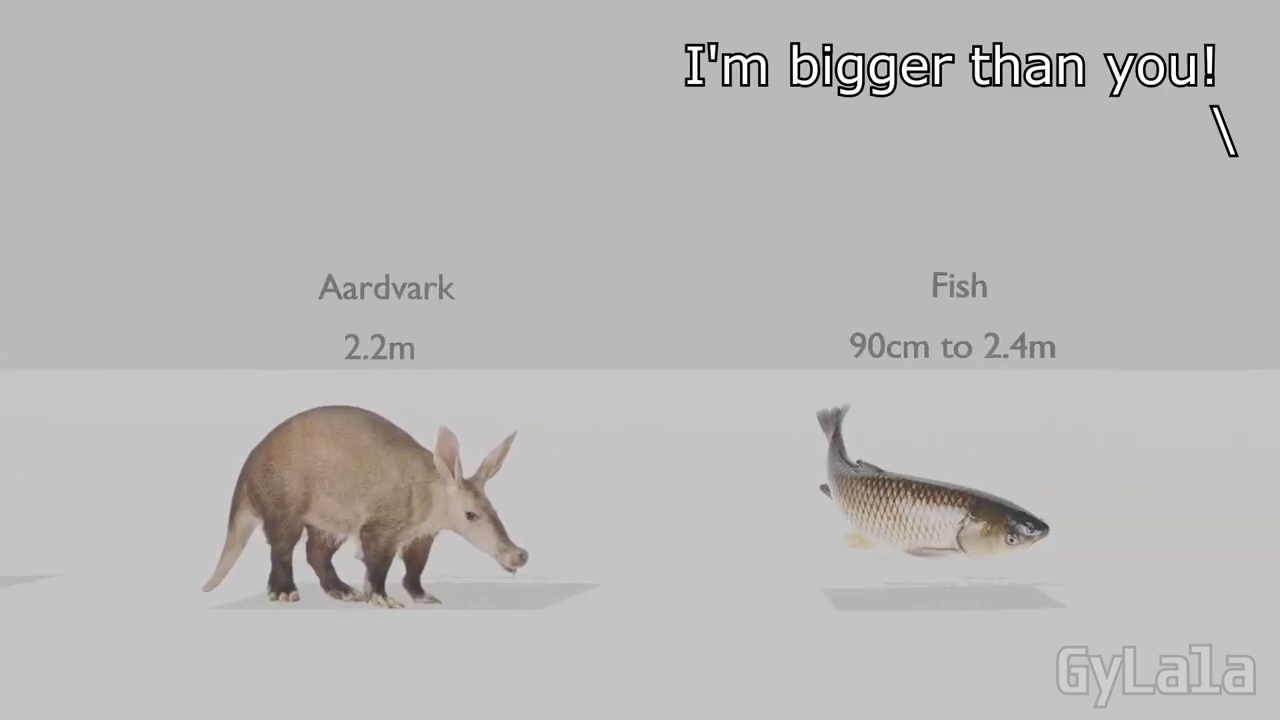 I'm bigger than you!
\
Aardvark
2.2m
Fish
90cm to 2.4m
GyLala